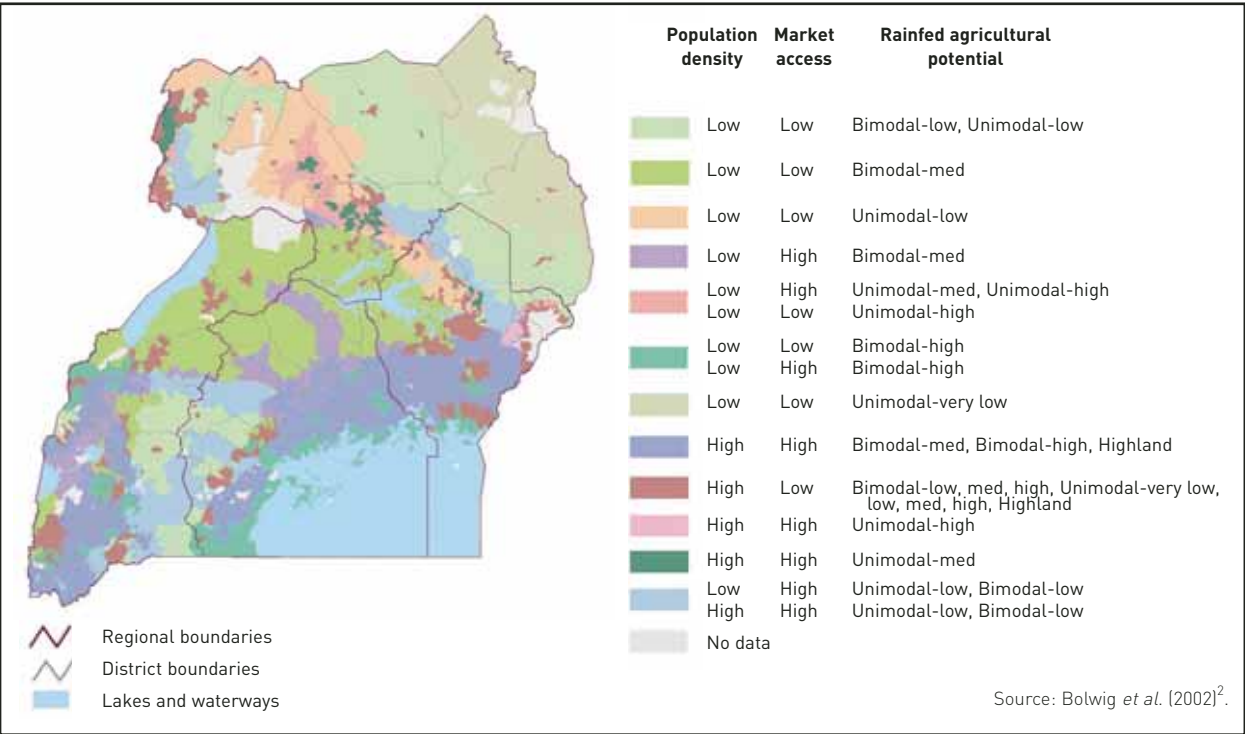 Population Market Rainfed agricultural
density access potential
Low Low Bimodal-low, Unimodal-low
Low Low Bimodal-med
Low Low Unimodal-low
Low High Bimodal-med
Low High Unimodal-med, Unimodal-high
Low Low Unimodal-high
Low Low Bimodal-high
Low High Bimodal-high
Low Low Unimodal-very low
High High Bimodal-med, Bimodal-high, Highland
High Low Bimodal-low, med, high, Unimodal-very low,
low, med, high, Highland
High High Unimodal-high
High High Unimodal-med
Low High Unimodal-low, Bimodal-low
High High Unimodal-low, Bimodal-low
No data
Regional boundaries
District boundaries
Lakes and waterways
Source: Bolwig et al. (2002)².